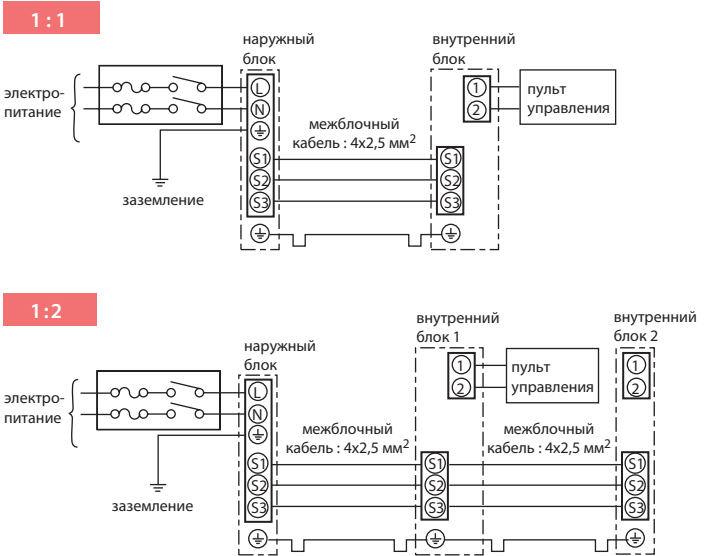 1 : 1
наружный
блок
внутренний
блок
электро-
питание
L
N
1
2
пульт
управления
межблочный
кабель : 4x2,5 мм²
S1
S2
S3
S1
S2
S3
заземление
1:2
наружный
блок
внутренний
блок 1
внутренний
блок 2
электро-
питание
L
N
1
2
пульт
управления
1
2
межблочный
кабель : 4x2,5 мм²
межблочный
кабель : 4x2,5 мм²
S1
S2
S3
S1
S2
S3
S1
S2
S3
заземление